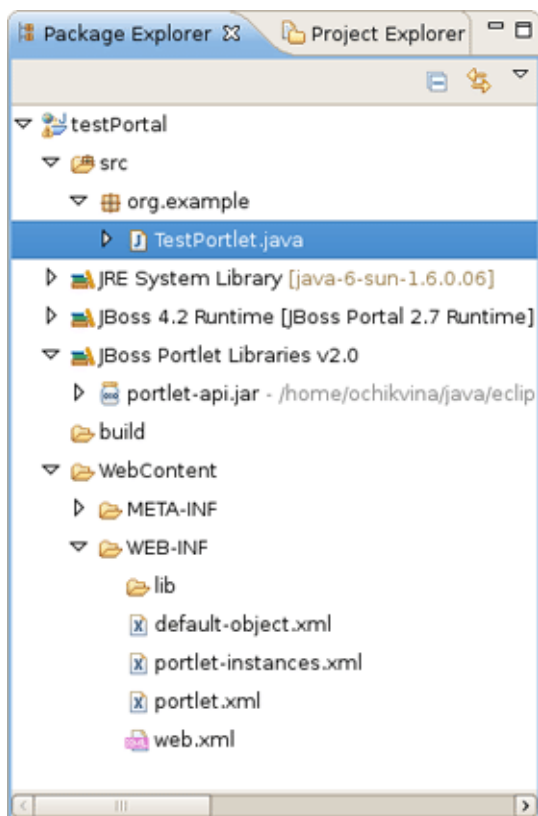 Package Explorer Project Explorer
testPortal
src
org.example
TestPortlet.java
JRE System Library [java-6-sun-1.6.0.06]
JBoss 4.2 Runtime [JBoss Portal 2.7 Runtime]
JBoss Portlet Libraries v2.0
portlet-api.jar - /home/ochikvina/java/eclip
build
WebContent
META-INF
WEB-INF
lib
default-object.xml
portlet-instances.xml
portlet.xml
web.xml